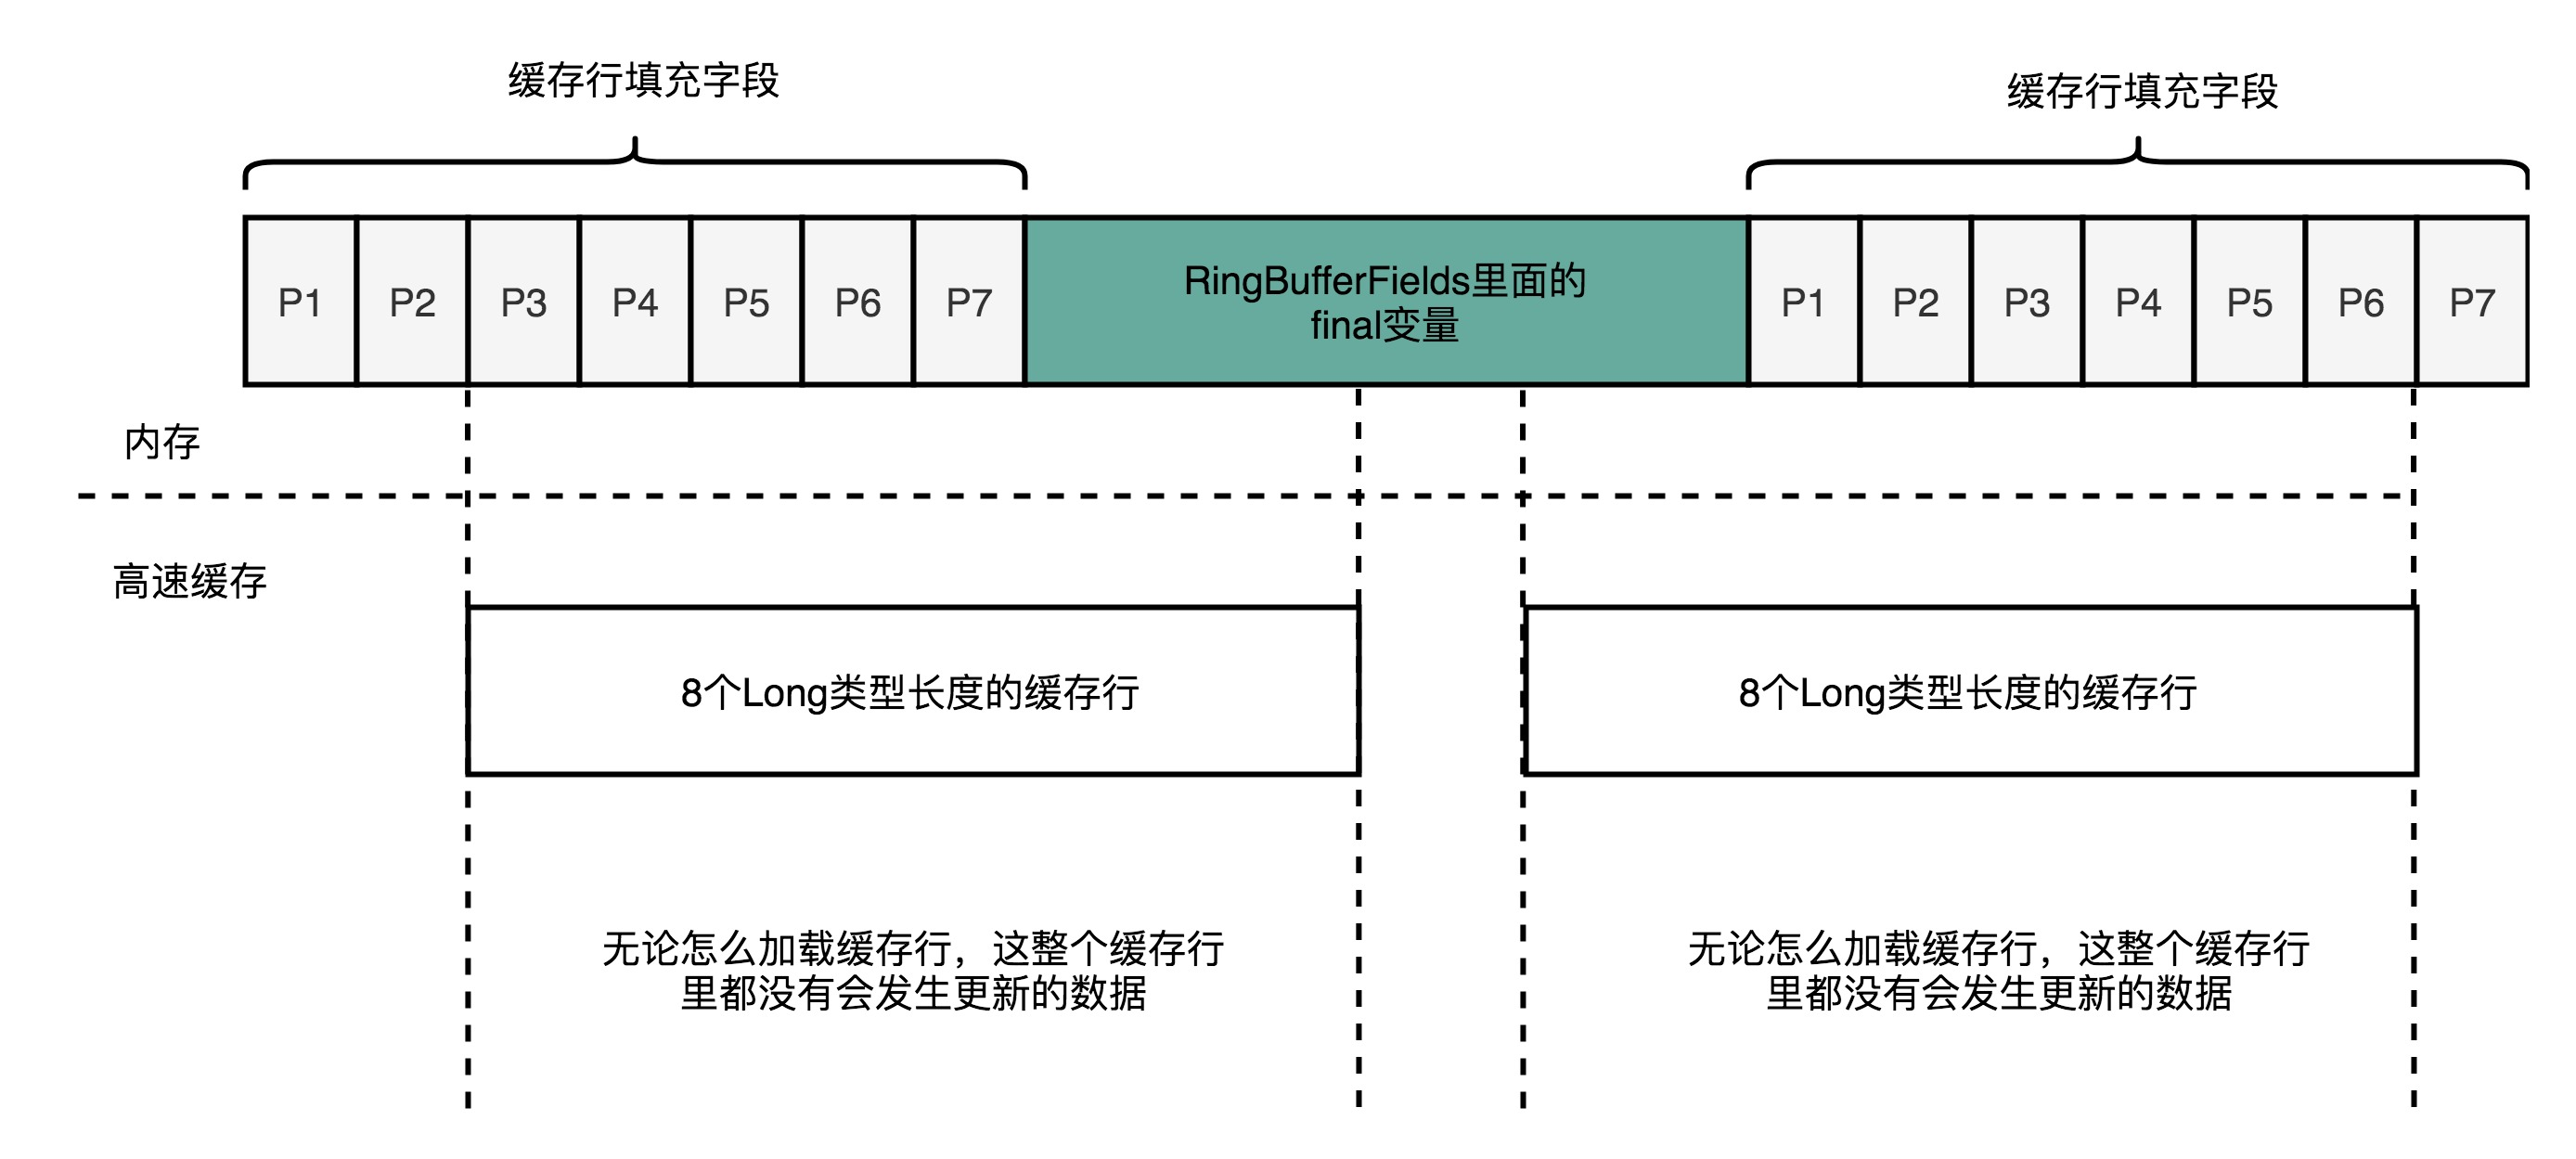 缓存行填充字段
缓存行填充字段
P1 P2 P3 P4 P5 P6 P7
RingBufferFields里面的
final变量
P1 P2 P3 P4 P5 P6 P7
内存
高速缓存
8个Long类型长度的缓存行
8个Long类型长度的缓存行
无论怎么加载缓存行，这整个缓存行
里都没有会发生更新的数据
无论怎么加载缓存行，这整个缓存行
里都没有会发生更新的数据